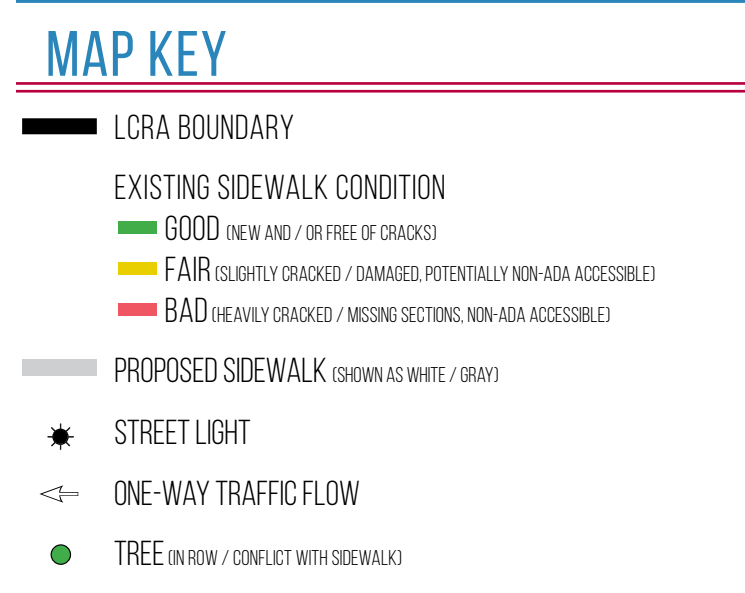 MAP KEY
LCRA BOUNDARY
EXISTING SIDEWALK CONDITION
GOOD (NEW AND / OR FREE OF CRACKS)
FAIR (SLIGHTLY CRACKED / DAMAGED, POTENTIALLY NON-ADA ACCESSIBLE)
BAD (HEAVILY CRACKED / MISSING SECTIONS, NON-ADA ACCESSIBLE)
PROPOSED SIDEWALK (SHOWN AS WHITE / GRAY)
STREET LIGHT
ONE-WAY TRAFFIC FLOW
TREE (IN ROW / CONFLICT WITH SIDEWALK)